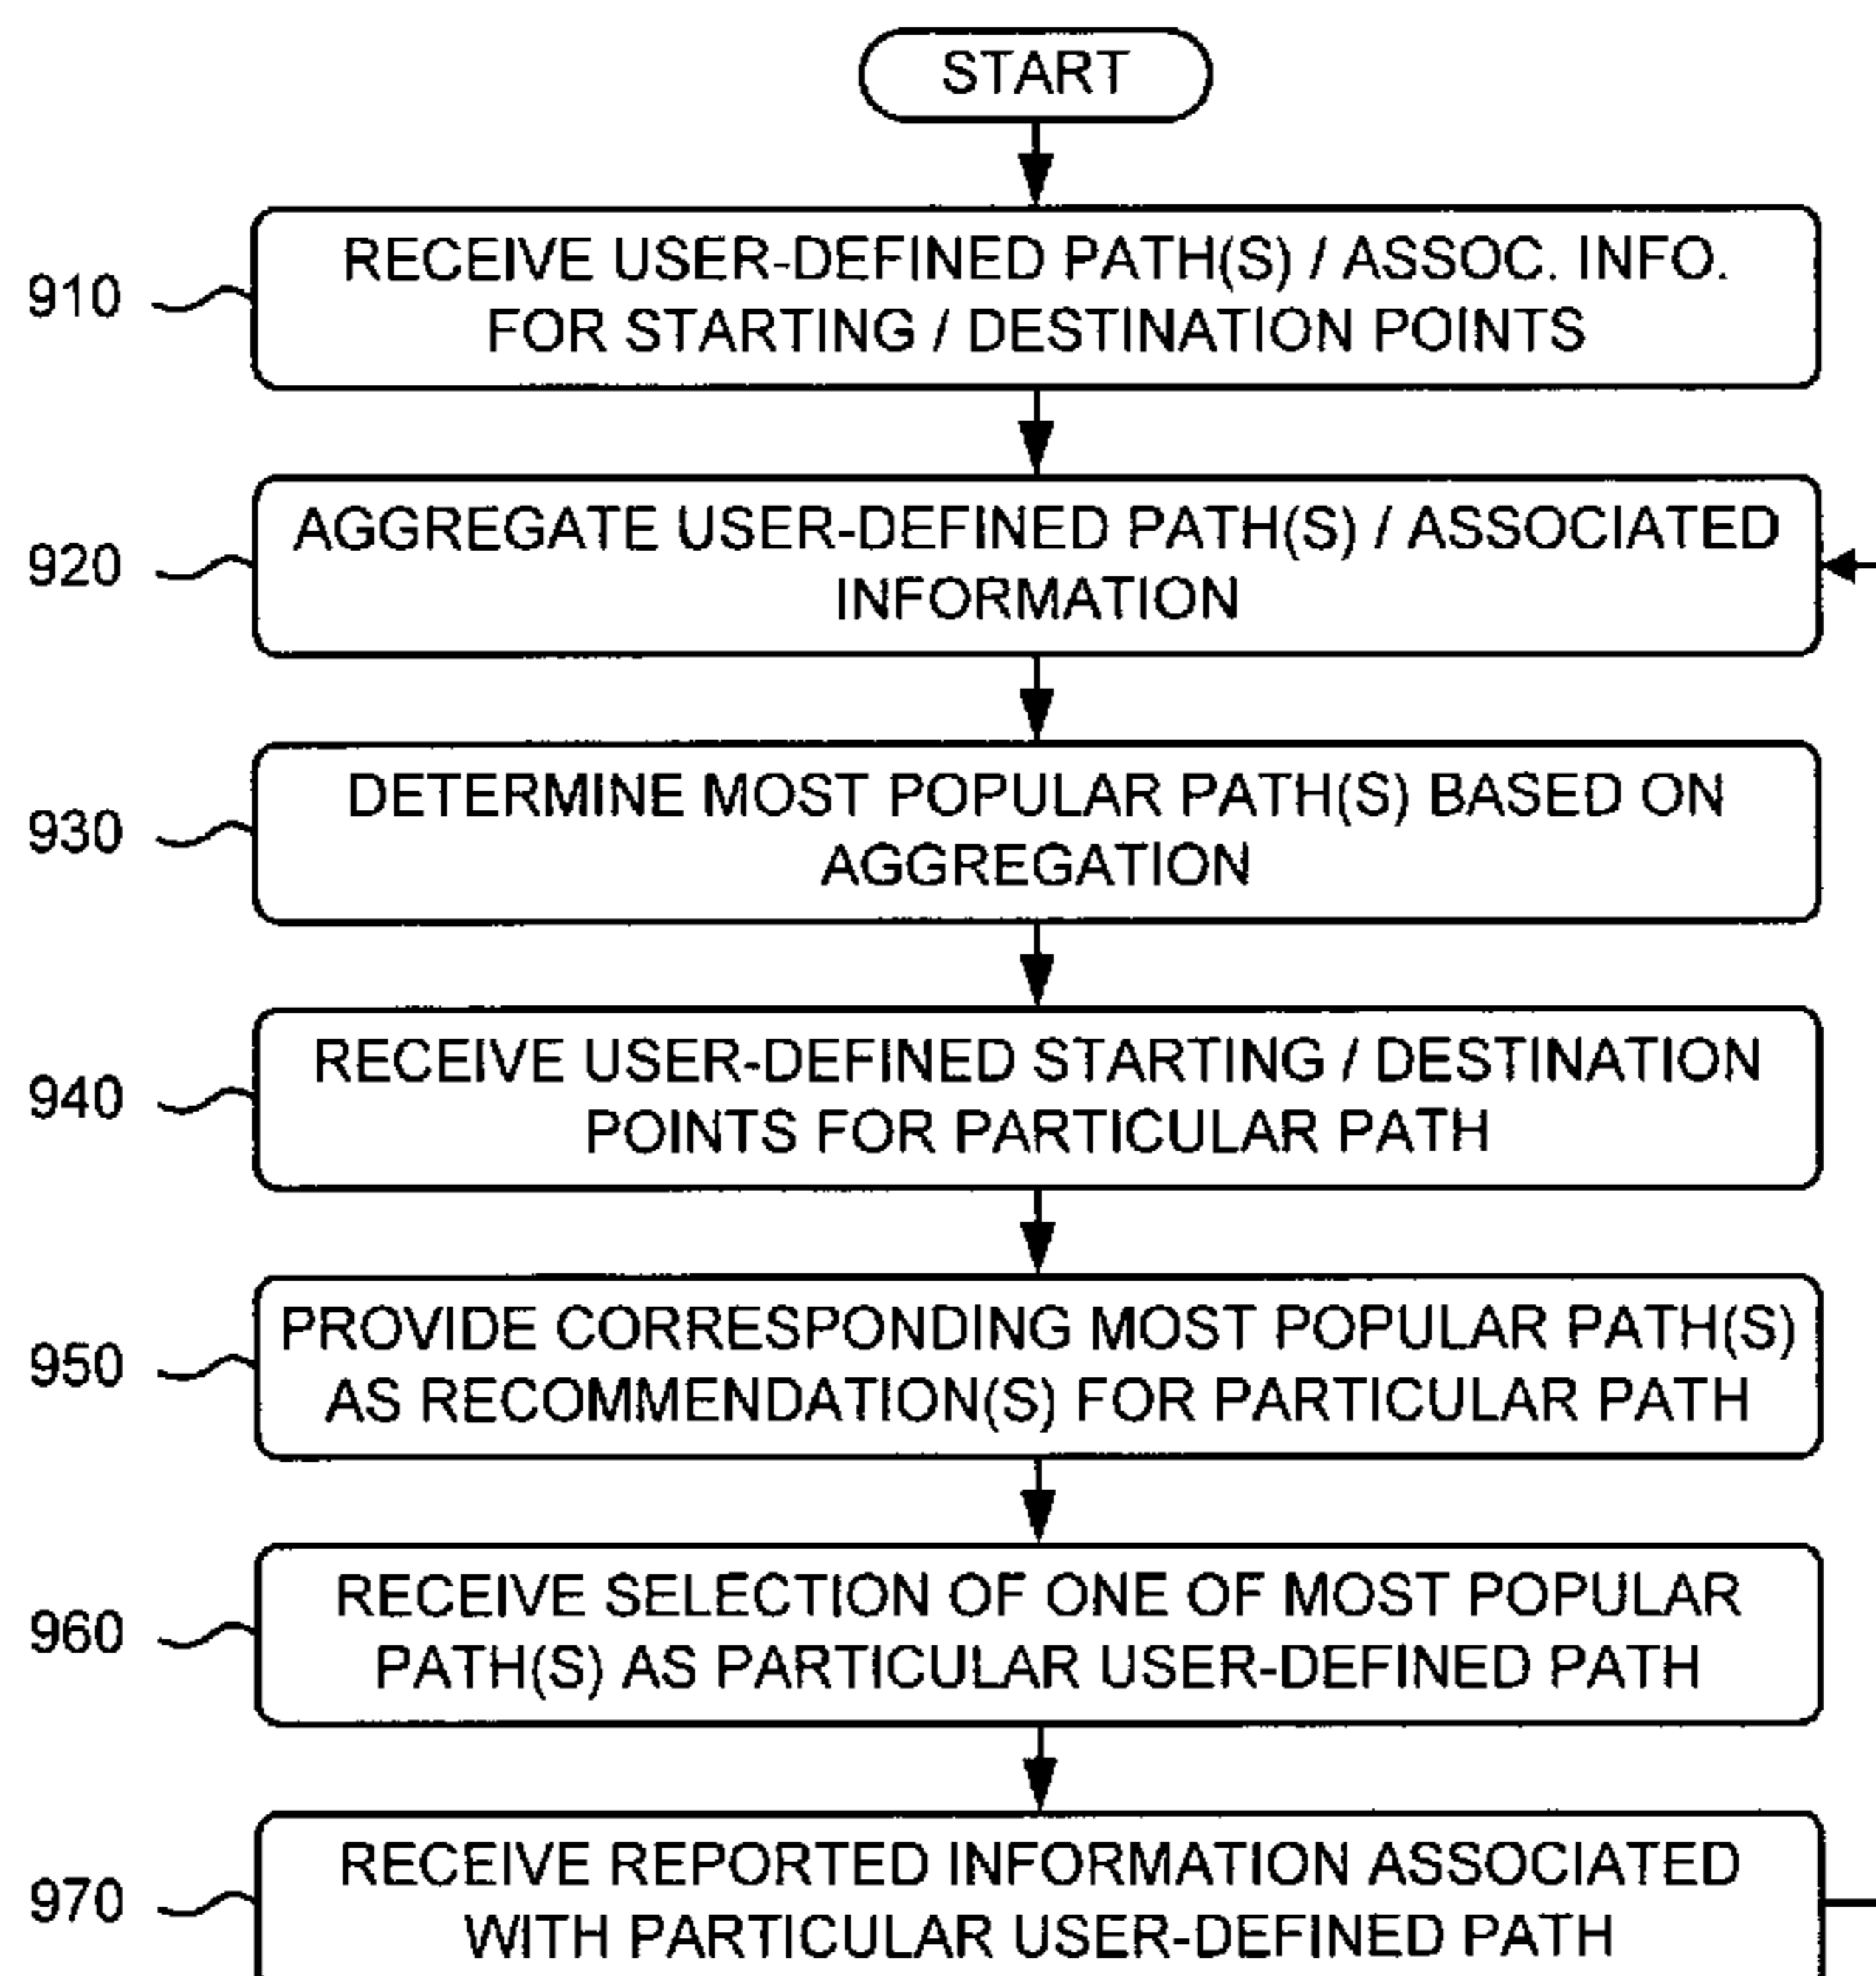 START
910
RECEIVE USER-DEFINED PATH(S) / ASSOC. INFO.
FOR STARTING / DESTINATION POINTS
920
AGGREGATE USER-DEFINED PATH(S) / ASSOCIATED
INFORMATION
930
DETERMINE MOST POPULAR PATH(S) BASED ON
AGGREGATION
940
RECEIVE USER-DEFINED STARTING / DESTINATION
POINTS FOR PARTICULAR PATH
950
PROVIDE CORRESPONDING MOST POPULAR PATH(S)
AS RECOMMENDATION(S) FOR PARTICULAR PATH
960
RECEIVE SELECTION OF ONE OF MOST POPULAR
PATH(S) AS PARTICULAR USER-DEFINED PATH
970
RECEIVE REPORTED INFORMATION ASSOCIATED
WITH PARTICULAR USER-DEFINED PATH